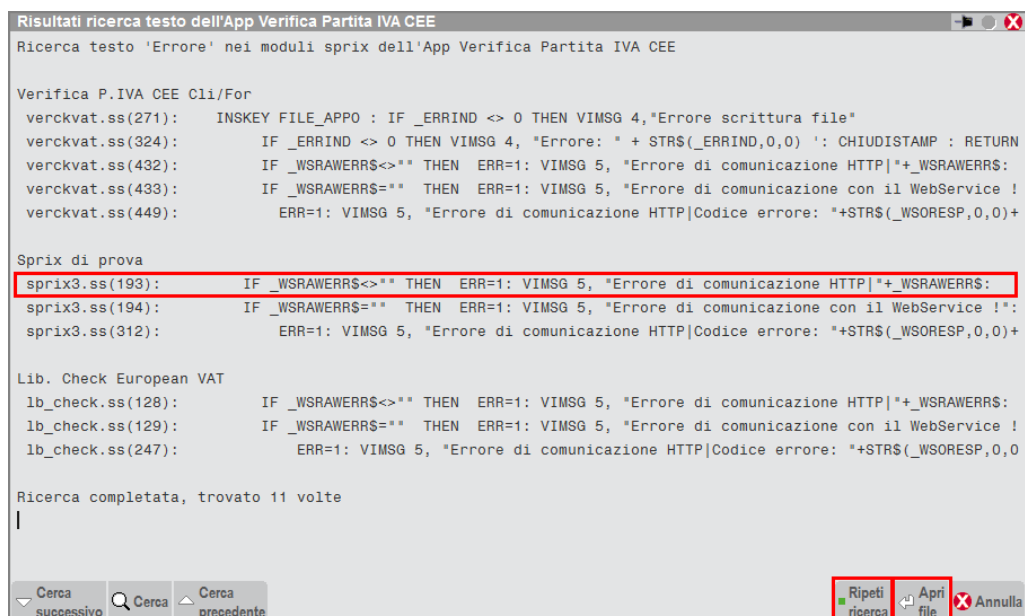 Risultati ricerca testo dell'App Verifica Partita IVA CEE
Ricerca testo 'Errore' nei moduli sprix dell'App Verifica Partita IVA CEE
Verifica P.IVA CEE Cli/For
verckvat.ss(271): INSKEY FILE_APPO : IF _ERRIND <> 0 THEN VIMSG 4,"Errore scrittura file"
verckvat.ss(324): IF _ERRIND <> 0 THEN VIMSG 4, "Errore: " + STR$(_ERRIND,0,0) ': CHIUDISTAMP : RETURN
verckvat.ss(432): IF _WSRAWERR$<>"" THEN ERR=1: VIMSG 5, "Errore di comunicazione HTTP|"+_WSRAWERR$:
verckvat.ss(433): IF _WSRAWERR$="" THEN ERR=1: VIMSG 5, "Errore di comunicazione con il WebService !
verckvat.ss(449): ERR=1: VIMSG 5, "Errore di comunicazione HTTP|Codice errore: "+STR$(_WSORESP,0,0)+
Sprix di prova
sprix3.ss(193): IF _WSRAWERR$<>"" THEN ERR=1: VIMSG 5, "Errore di comunicazione HTTP|"+_WSRAWERR$:
sprix3.ss(194): IF _WSRAWERR$="" THEN ERR=1: VIMSG 5, "Errore di comunicazione con il WebService !":
sprix3.ss(312): ERR=1: VIMSG 5, "Errore di comunicazione HTTP|Codice errore: "+STR$(_WSORESP,0,0)+
Lib. Check European VAT
lb_check.ss(128): IF _WSRAWERR$<>"" THEN ERR=1: VIMSG 5, "Errore di comunicazione HTTP|"+_WSRAWERR$:
lb_check.ss(129): IF _WSRAWERR$="" THEN ERR=1: VIMSG 5, "Errore di comunicazione con il WebService !
lb_check.ss(247): ERR=1: VIMSG 5, "Errore di comunicazione HTTP|Codice errore: "+STR$(_WSORESP,0,0
Ricerca completata, trovato 11 volte
Cerca successivo
Cerca
Cerca precedente
Ripeti ricerca
Apri file
Annulla